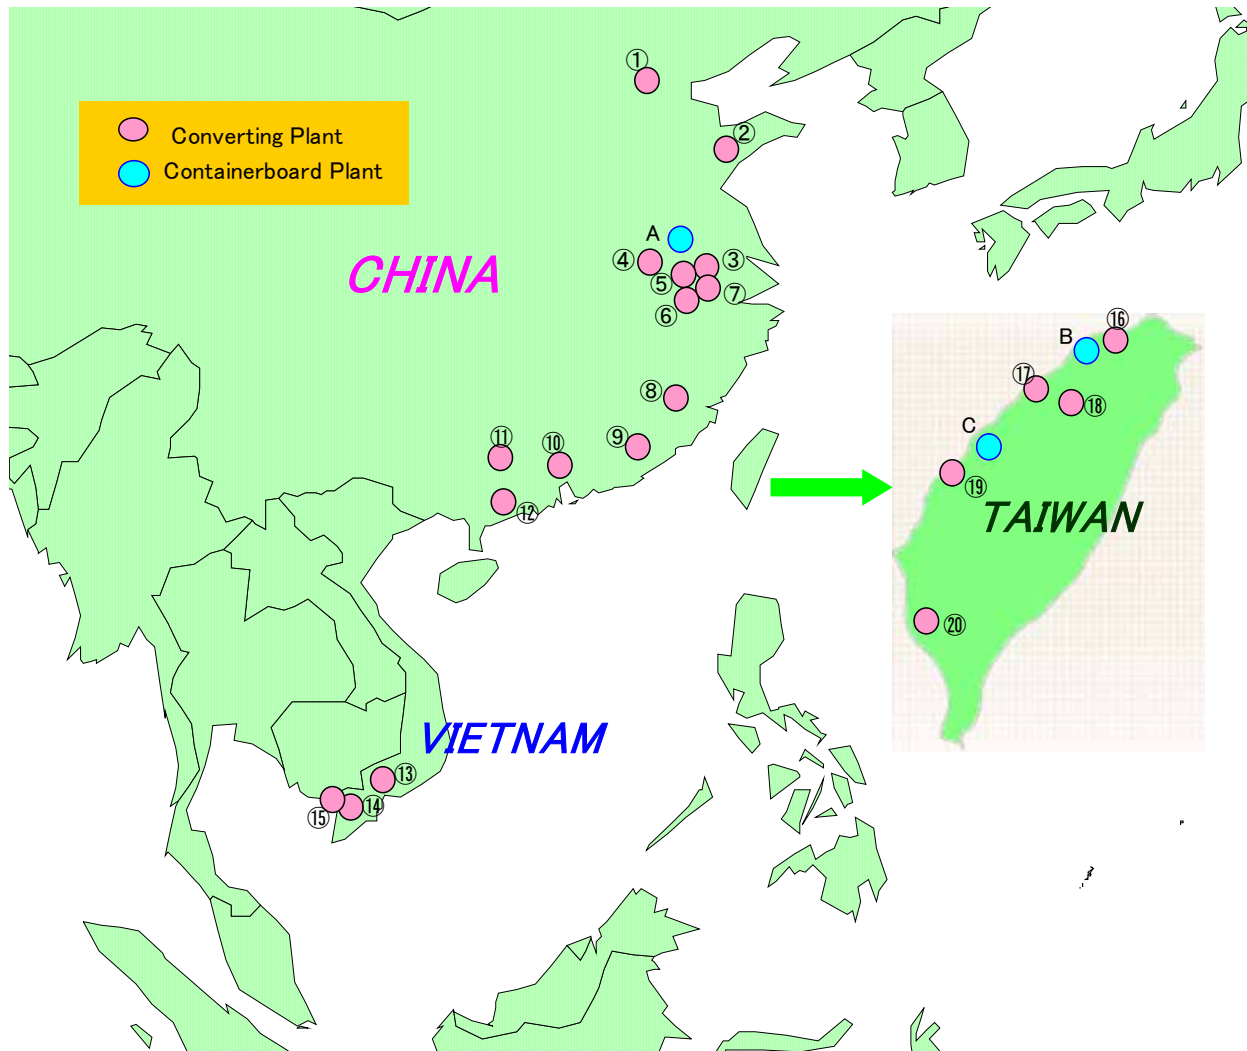 ①
Converting Plant
②
Containerboard Plant
A
CHINA
④
③
⑤
⑦
⑥
⑯
B
⑰
⑧
⑱
C
⑪
⑩
⑨
⑲
⑫
TAIWAN
⑳
VIETNAM
⑬
⑭
⑮